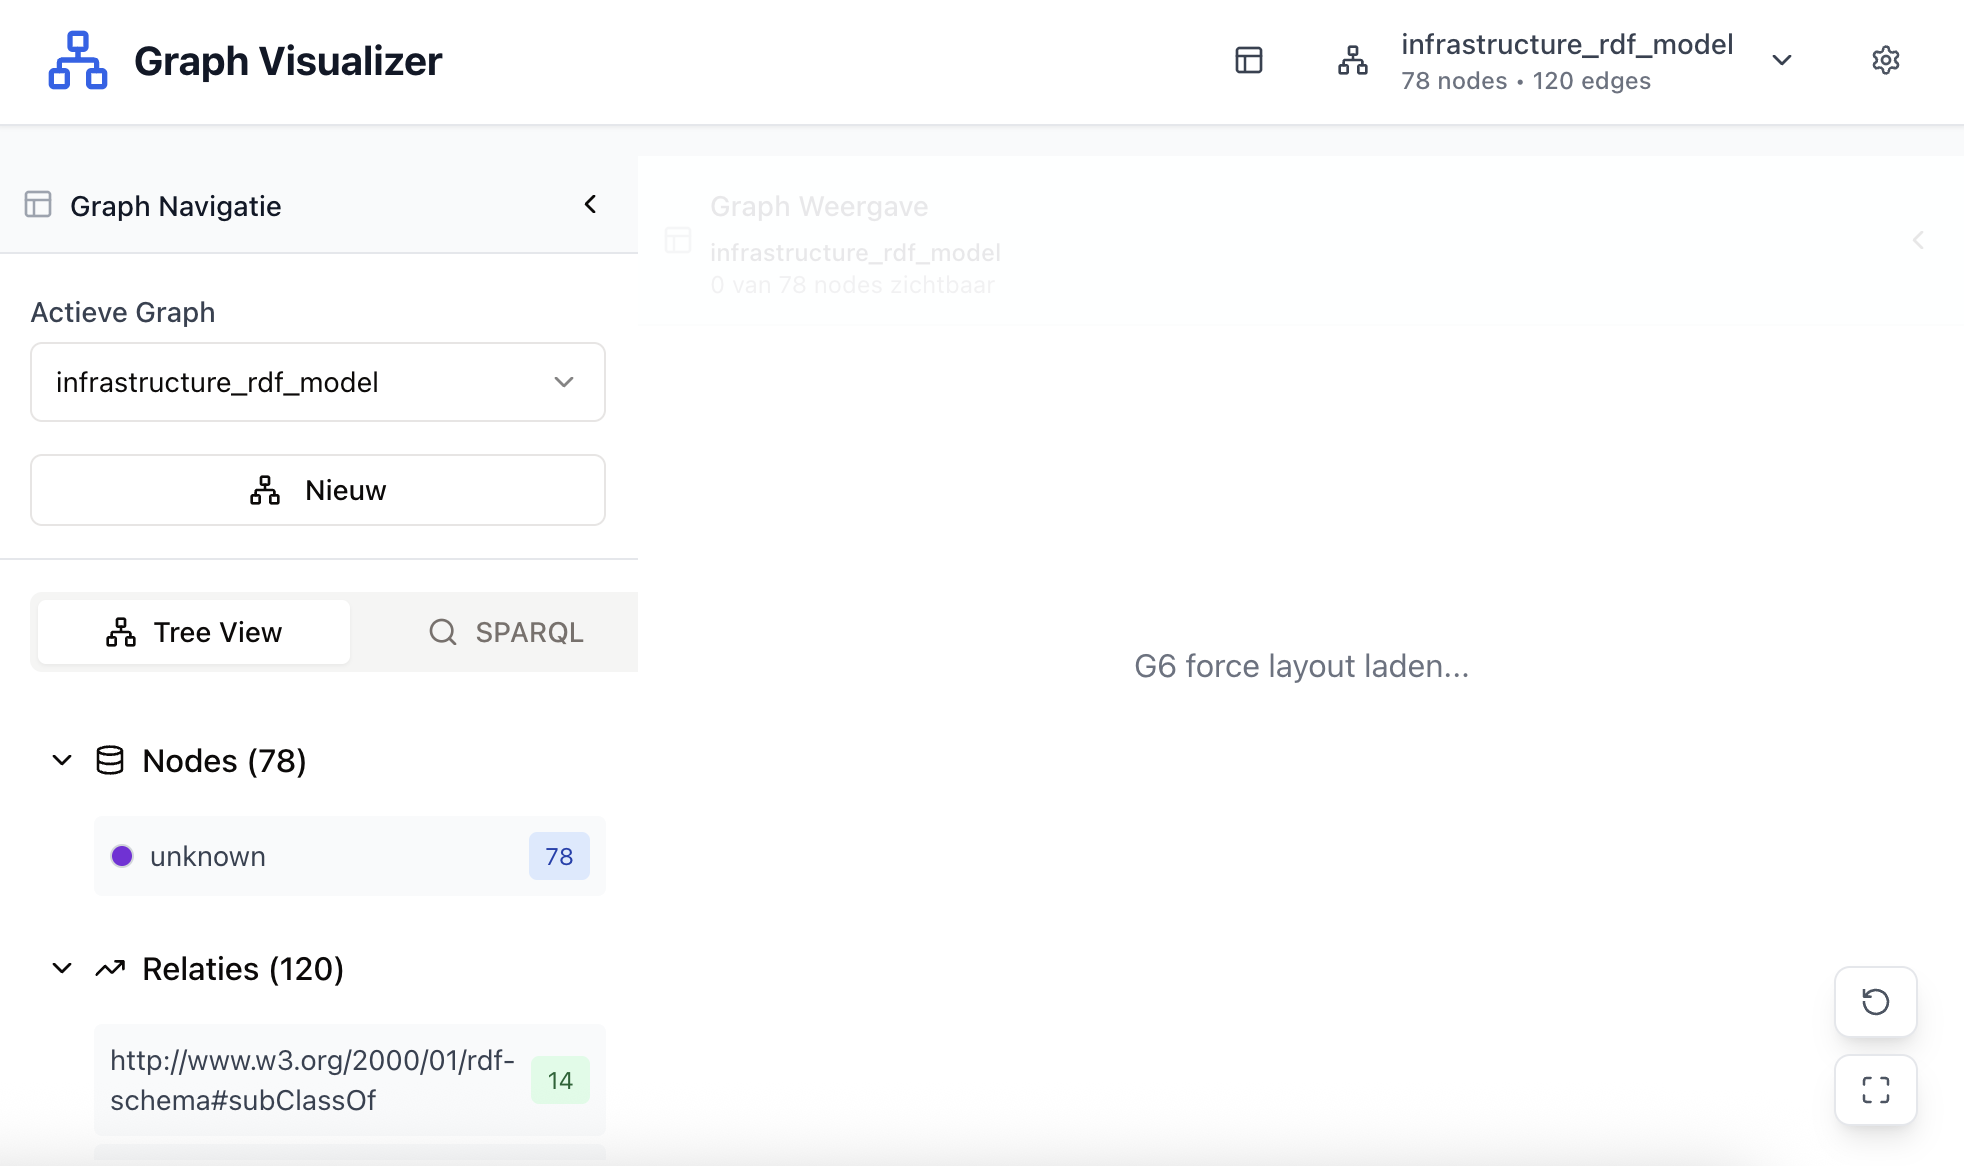 Graph Visualizer
infrastructure_rdf_model
78 nodes • 120 edges
Graph Navigatie
Actieve Graph
infrastructure_rdf_model
Nieuw
Tree View
SPARQL
Nodes (78)
unknown
78
Relaties (120)
http://www.w3.org/2000/01/rdf-
schema#subClassOf
14
Graph Weergave
infrastructure_rdf_model
0 van 78 nodes zichtbaar
G6 force layout laden...